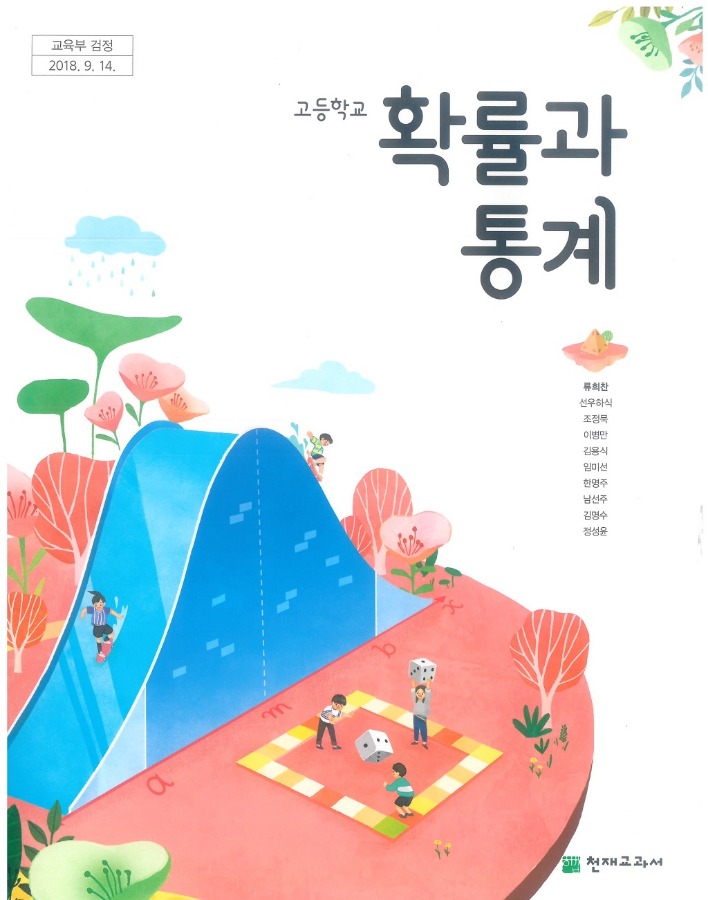 교육부 검정
2018. 9. 14.
고등학교 확률과
통계
류희찬
선우하식
조정묵
이병만
김용식
임미선
한명주
남선주
김명수
정성윤
x
b
m
a
천재교과서